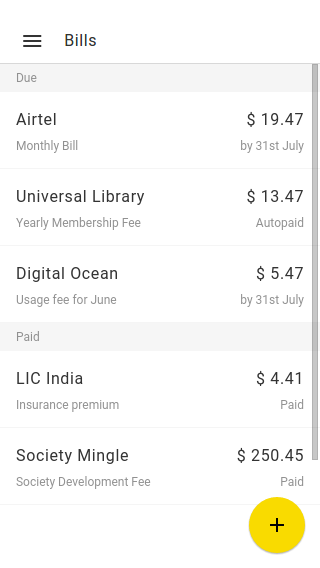 Bills
Due
Airtel $ 19.47
Monthly Bill by 31st July
Universal Library $ 13.47
Yearly Membership Fee Autopaid
Digital Ocean $ 5.47
Usage fee for June by 31st July
Paid
LIC India $ 4.41
Insurance premium Paid
Society Mingle $ 250.45
Society Development Fee Paid